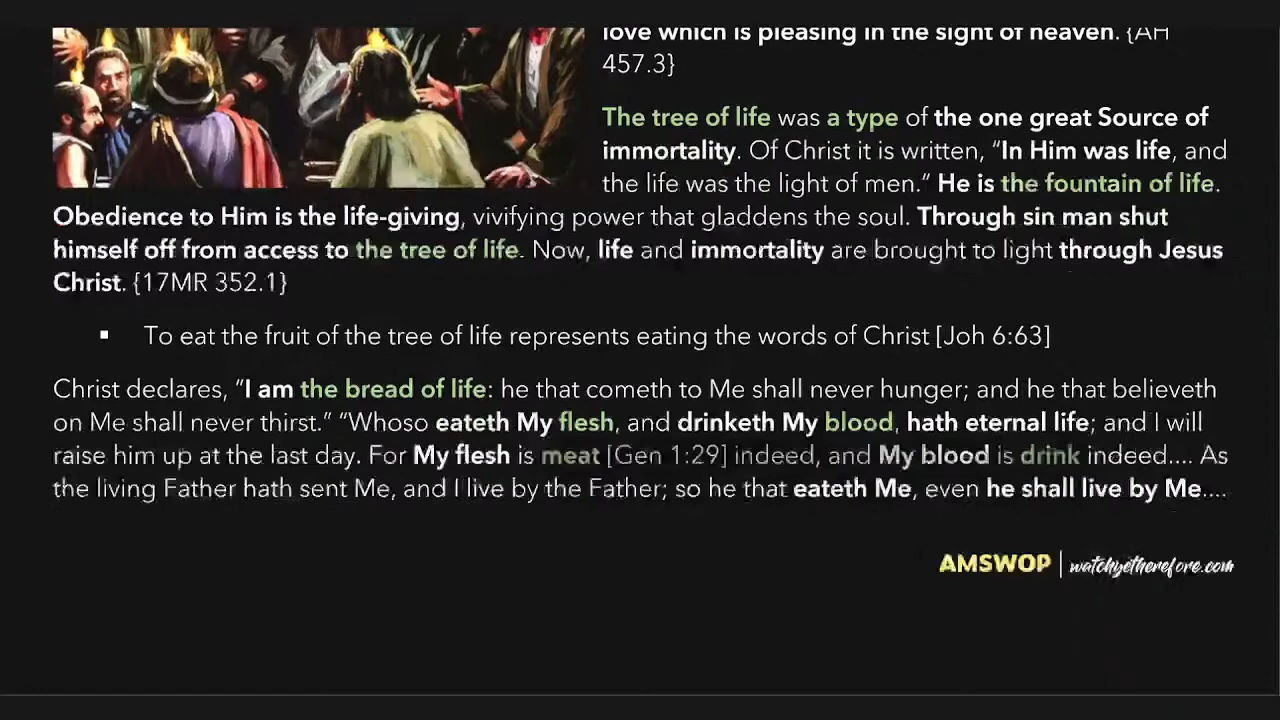 love which is pleasing in the sight of heaven. {AH
457.3}
The tree of life was a type of the one great Source of
immortality. Of Christ it is written, “In Him was life, and
the life was the light of men.” He is the fountain of life.
Obedience to Him is the life-giving, vivifying power that gladdens the soul. Through sin man shut
himself off from access to the tree of life. Now, life and immortality are brought to light through Jesus
Christ. {17MR 352.1}
▪ To eat the fruit of the tree of life represents eating the words of Christ [Joh 6:63]
Christ declares, “I am the bread of life: he that cometh to Me shall never hunger; and he that believeth
on Me shall never thirst.” “Whoso eateth My flesh, and drinketh My blood, hath eternal life; and I will
raise him up at the last day. For My flesh is meat [Gen 1:29] indeed, and My blood is drink indeed.... As
the living Father hath sent Me, and I live by the Father; so he that eateth Me, even he shall live by Me....
AMSWOP | watchyetherefore.com